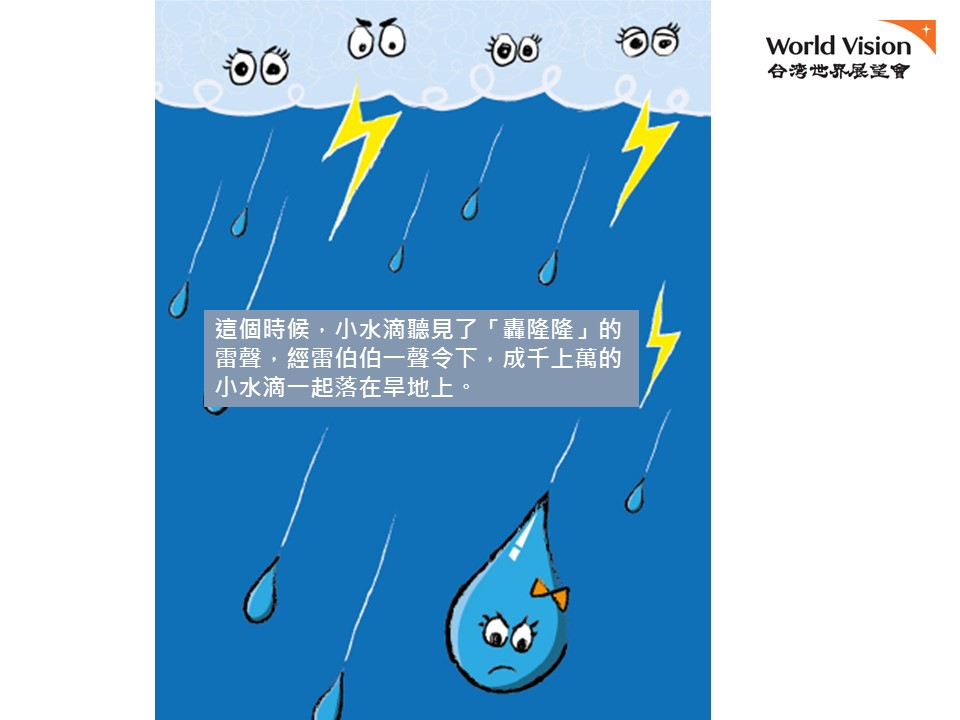 World Vision
台灣世界展望會
這個時候，小水滴聽見了「轟隆隆」的
雷聲，經雷伯伯一聲令下，成千上萬的
小水滴一起落在旱地上。